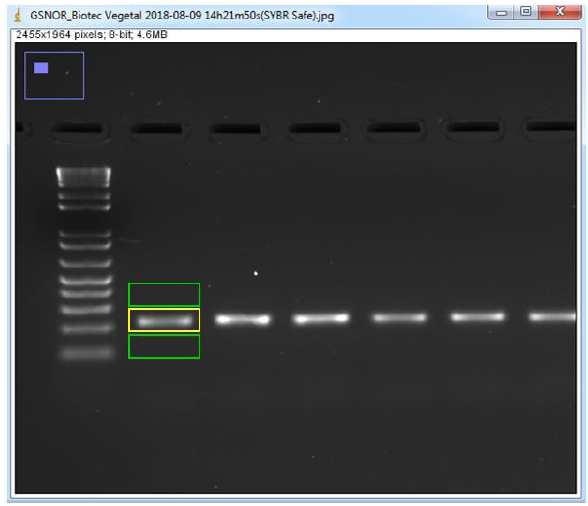 GSNOR_Biotec Vegetal 2018-08-09 14h21m50s(SYBR Safe).jpg
2455x1964 pixels; 8-bit; 4.6MB